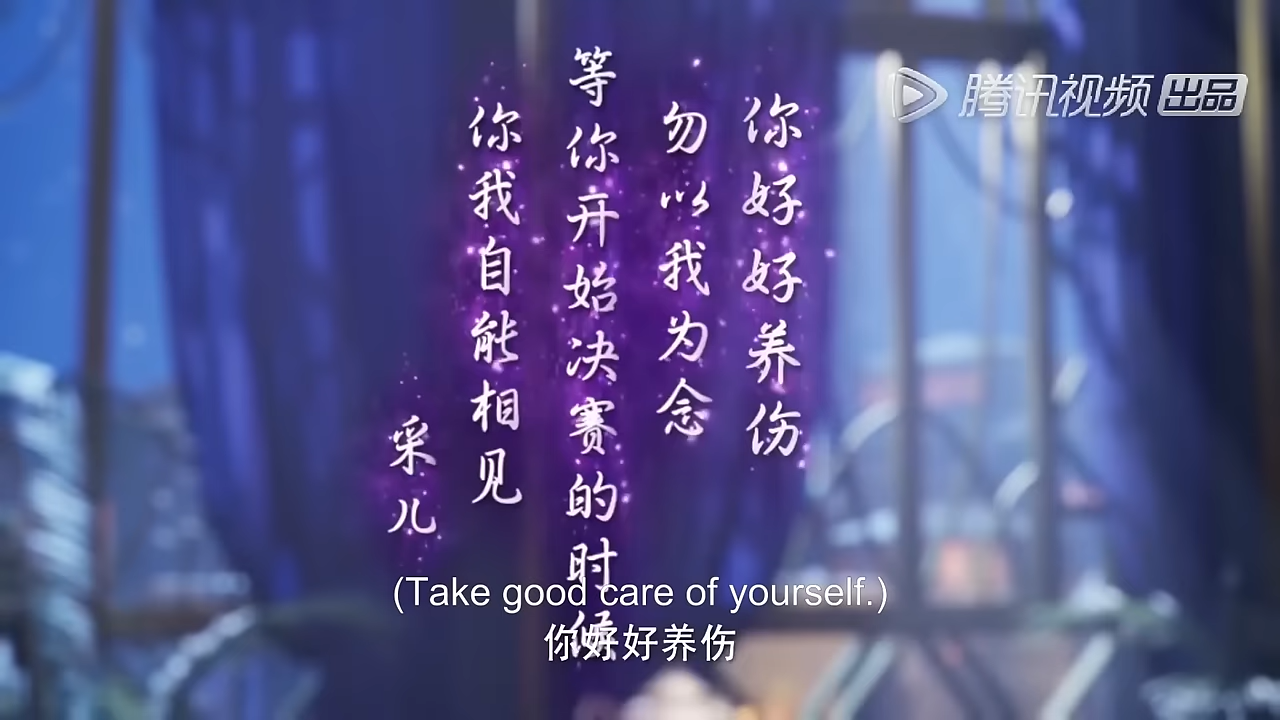 你好好养伤
勿以我为念
等你开始决赛的时候
你我自能相见
采儿
腾讯视频 出品
(Take good care of yourself.)
你好好养伤